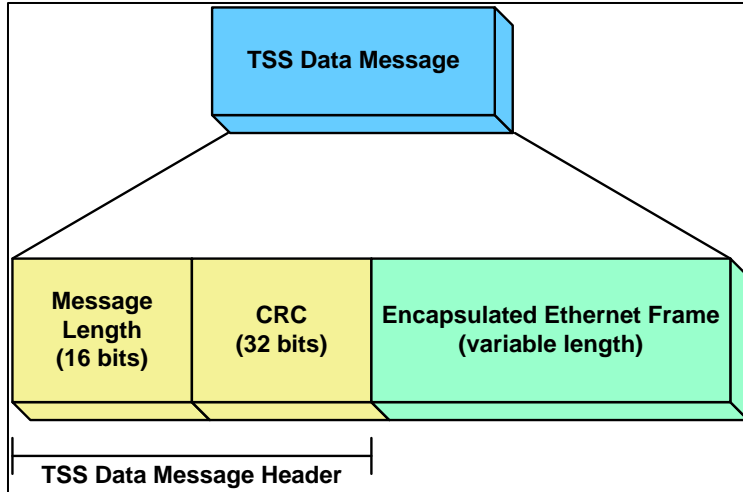 TSS Data Message
Message
Length
(16 bits)
CRC
(32 bits)
Encapsulated Ethernet Frame
(variable length)
TSS Data Message Header